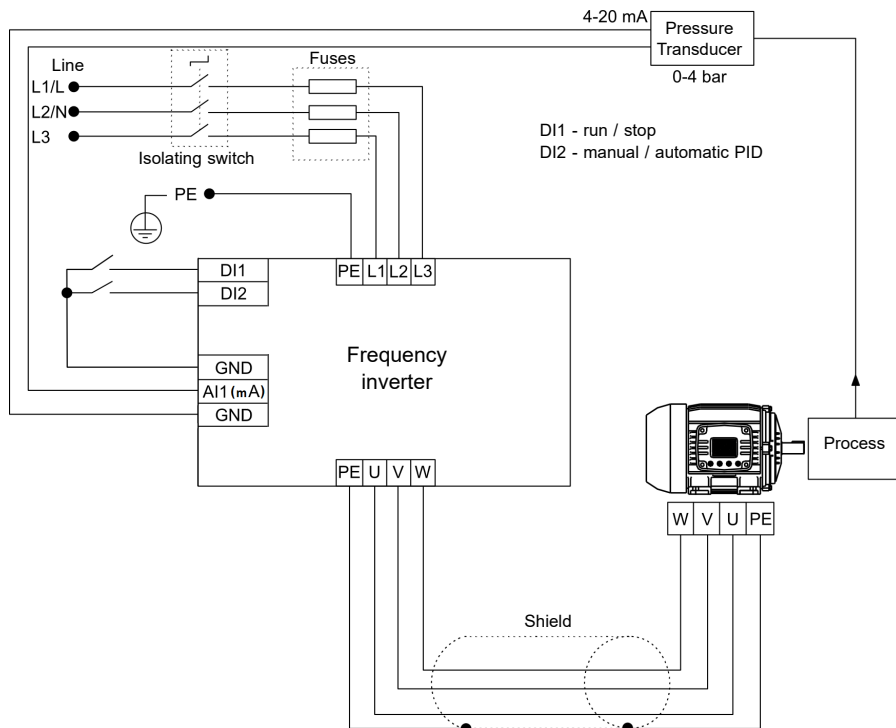 4-20 mA
Pressure
Transducer
0-4 bar
Line
Fuses
L1/L
L2/N
L3
Isolating switch
DI1 - run / stop
DI2 - manual / automatic PID
PE
PE L1 L2 L3
DI1
DI2
GND
AI1 (mA)
GND
Frequency
inverter
PE U V W
Process
W V U PE
Shield